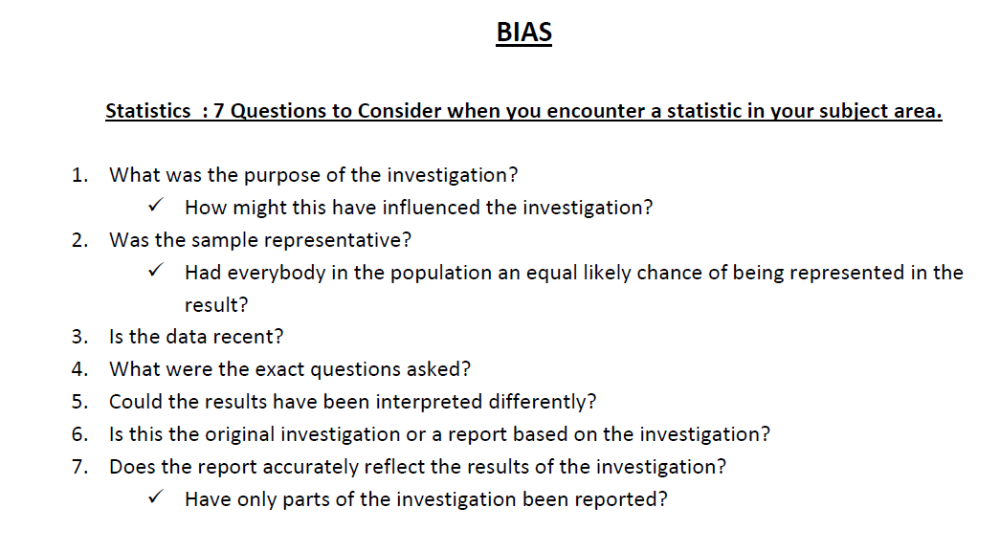 BIAS
Statistics : 7 Questions to Consider when you encounter a statistic in your subject area.
1. What was the purpose of the investigation?
✓ How might this have influenced the investigation?
2. Was the sample representative?
✓ Had everybody in the population an equal likely chance of being represented in the
result?
3. Is the data recent?
4. What were the exact questions asked?
5. Could the results have been interpreted differently?
6. Is this the original investigation or a report based on the investigation?
7. Does the report accurately reflect the results of the investigation?
✓ Have only parts of the investigation been reported?